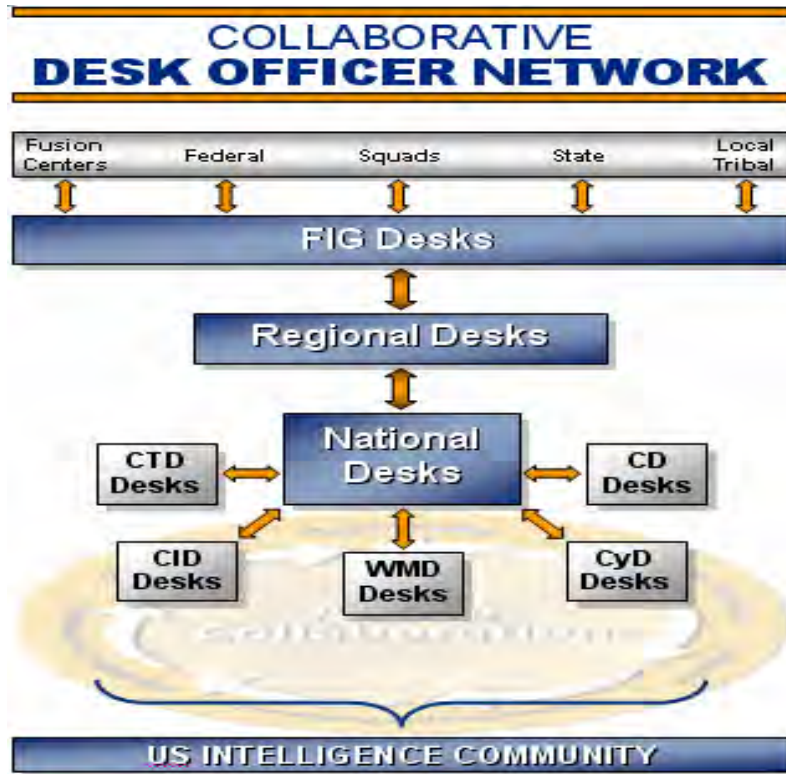 COLLABORATIVE
DESK OFFICER NETWORK
Fusion
Centers
Federal
Squads
State
Local
Tribal
FIG Desks
Regional Desks
National
Desks
CTD
Desks
CD
Desks
CID
Desks
WMD
Desks
CyD
Desks
US INTELLIGENCE COMMUNITY